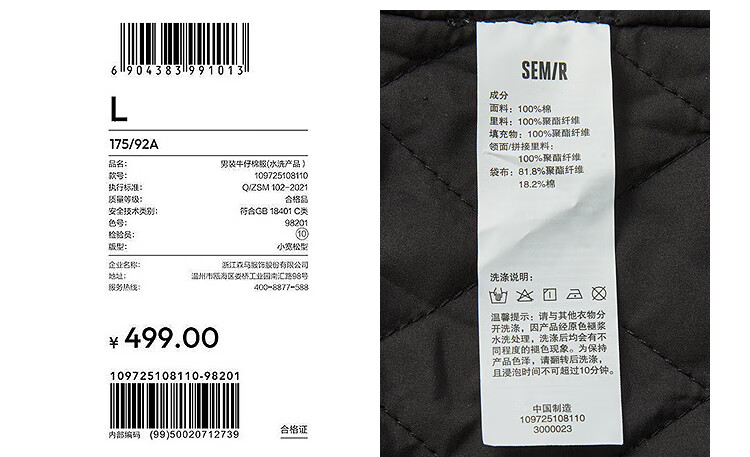 6 904383 991013
L
175/92A
品名: 男装牛仔棉服(水洗产品)
款号: 109725108110
执行标准: Q/ZSM 102-2021
质量等级: 合格品
安全技术类别: 符合GB 18401 C类
色号: 98201
检验员: 10
版型: 小宽松型
企业名称: 浙江森马服饰股份有限公司
地址: 温州市瓯海区娄桥工业园南汇路98号
服务热线: 400-8877-588
¥ 499.00
109725108110-98201
内部编码 (99)50020712739
合格证
SEM/R
成分
面料: 100%棉
里料: 100%聚酯纤维
填充物: 100%聚酯纤维
领面/拼接里料:
100%聚酯纤维
袋布: 81.8%聚酯纤维
18.2%棉
洗涤说明:
温馨提示: 请与其他衣物分
开洗涤, 因产品经原色褪浆
水洗处理, 洗涤后均会有不
同程度的褪色现象。为保持
产品色泽, 请翻转后洗涤,
且浸泡时间不可超过10分钟。
中国制造
109725108110
3000023